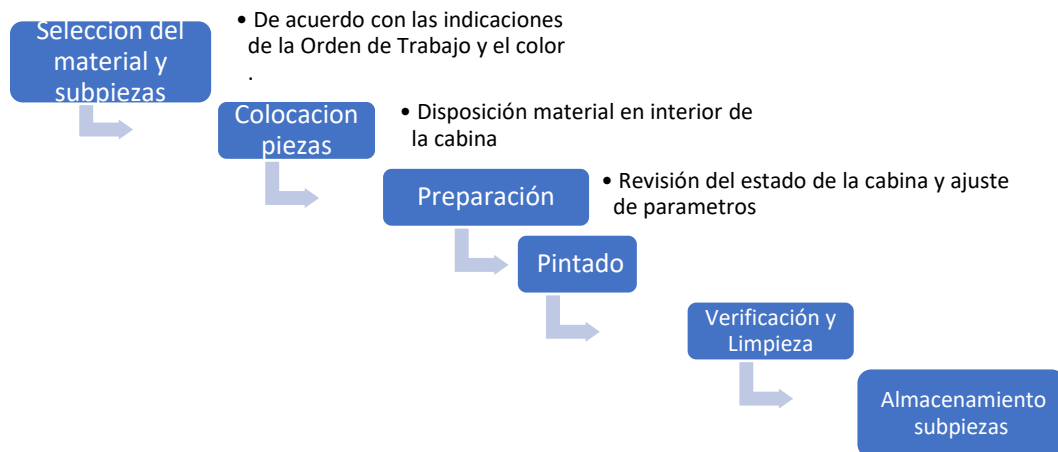 Seleccion del
material y
subpiezas
• De acuerdo con las indicaciones
de la Orden de Trabajo y el color
.
Colocacion
piezas
• Disposición material en interior de
la cabina
Preparación
• Revisión del estado de la cabina y ajuste
de parametros
Pintado
Verificación y
Limpieza
Almacenamiento
subpiezas